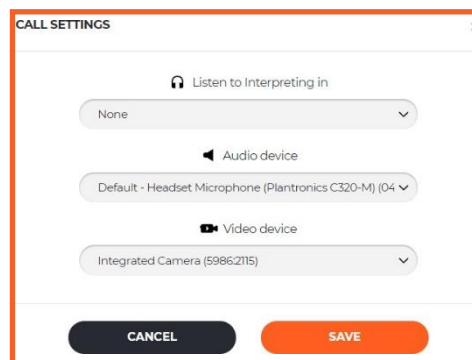 CALL SETTINGS
Listen to Interpreting in
None
Audio device
Default - Headset Microphone (Plantronics C320-M) (04
Video device
Integrated Camera (5986:2115)
CANCEL SAVE